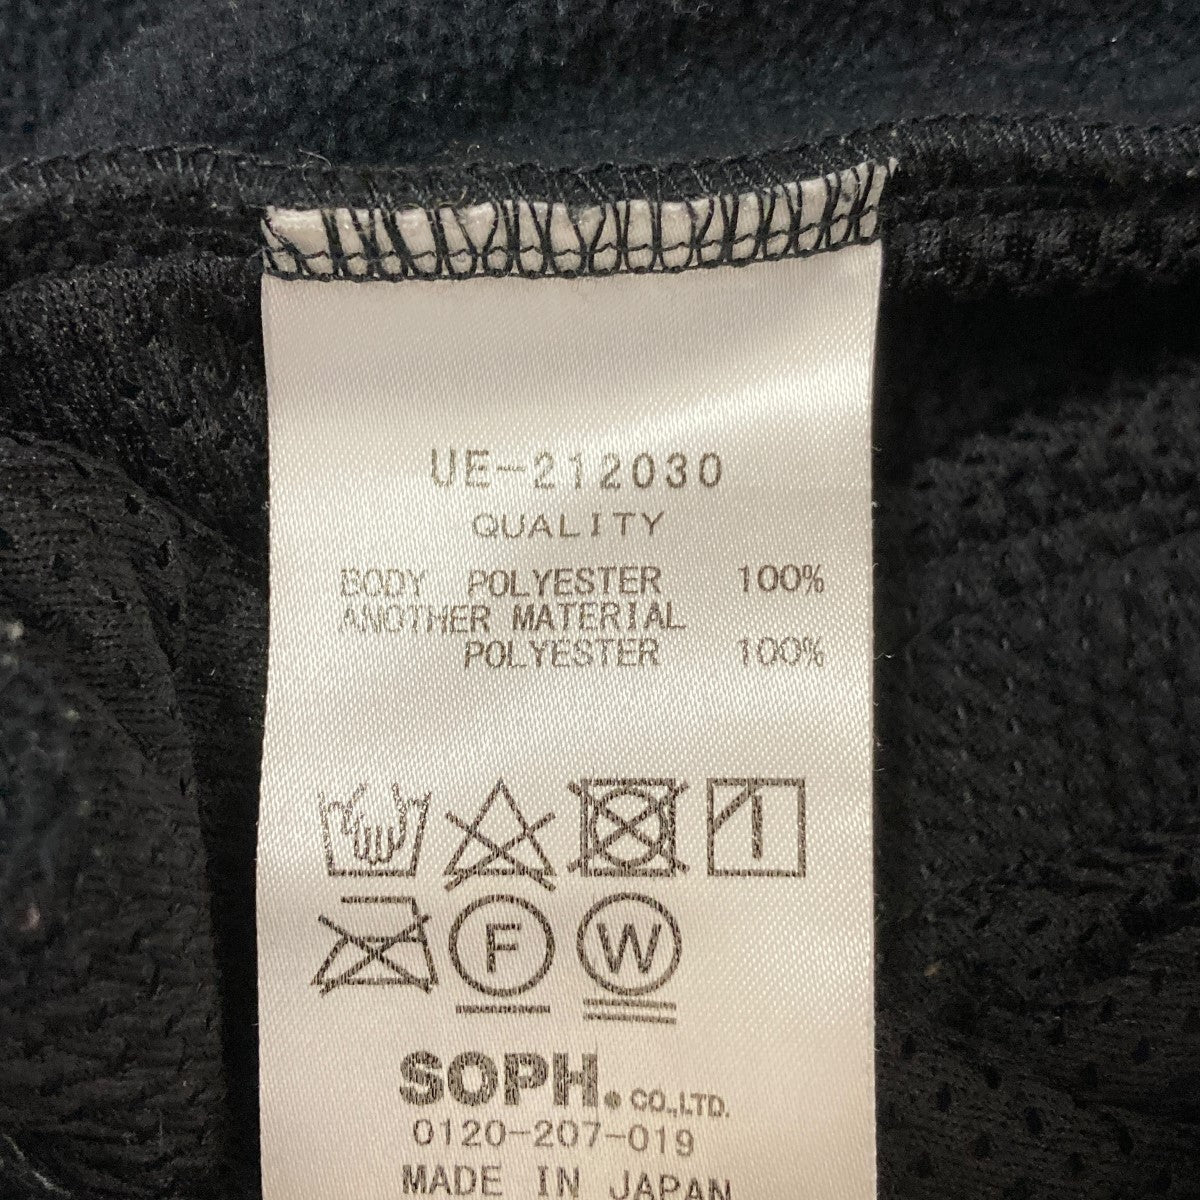 UE-212030
QUALITY
BODY POLYESTER 100%
ANOTHER MATERIAL
POLYESTER 100%
F W
SOPH. CO.,LTD.
0120-207-019
MADE IN JAPAN